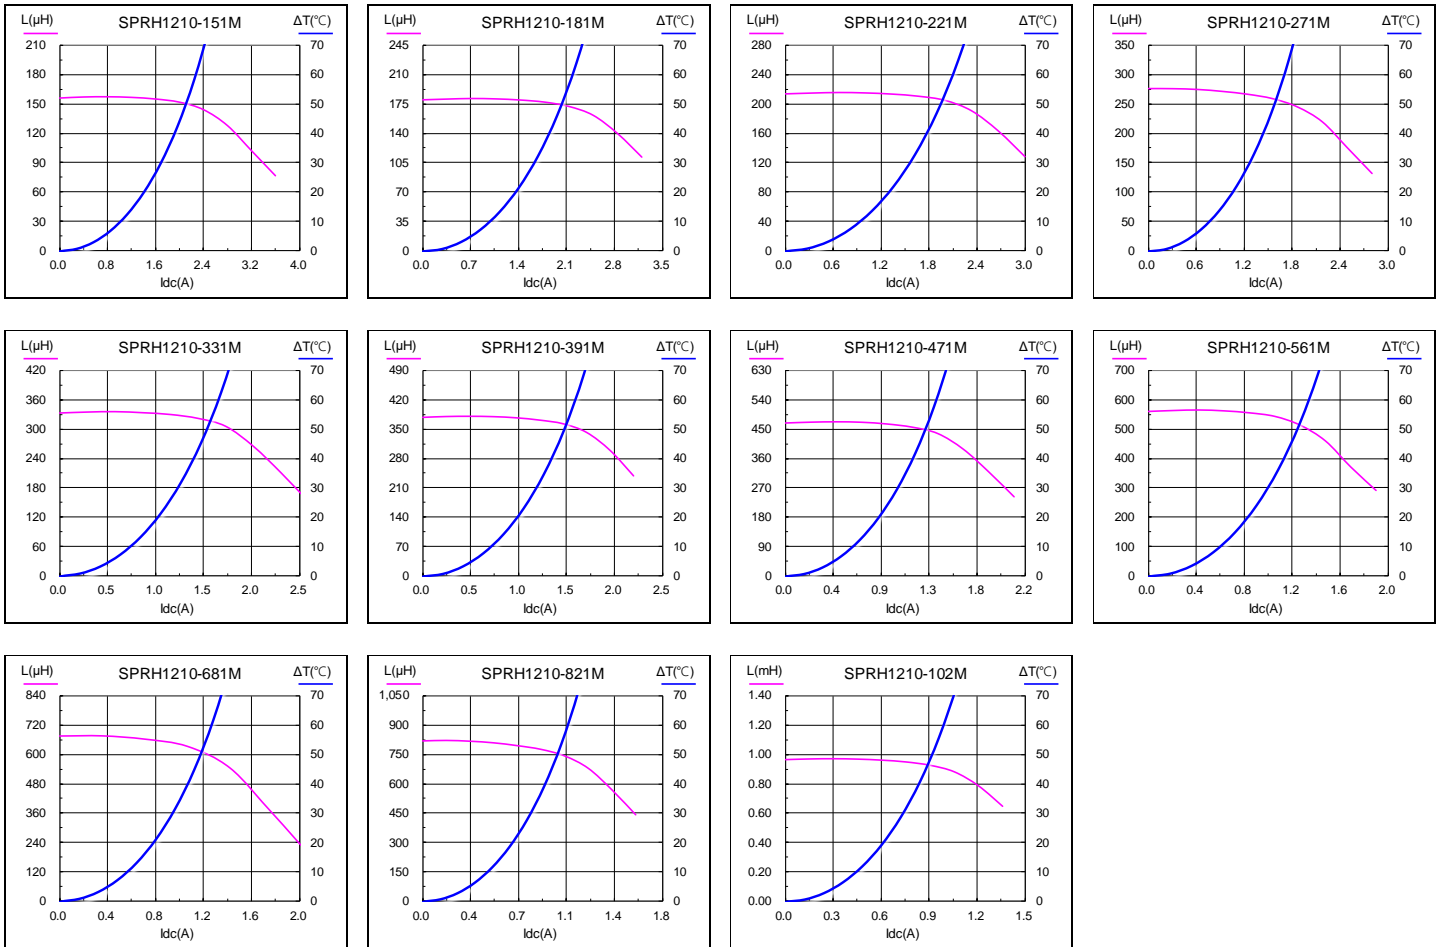 L(μH) SPRH1210-151M ΔT(℃)
210 70
180 60
150 50
120 40
90 30
60 20
30 10
0 0
0.0 0.8 1.6 2.4 3.2 4.0
Idc(A)
L(μH) SPRH1210-181M ΔT(℃)
245 70
210 60
175 50
140 40
105 30
70 20
35 10
0 0
0.0 0.7 1.4 2.1 2.8 3.5
Idc(A)
L(μH) SPRH1210-221M ΔT(℃)
280 70
240 60
200 50
160 40
120 30
80 20
40 10
0 0
0.0 0.6 1.2 1.8 2.4 3.0
Idc(A)
L(μH) SPRH1210-271M ΔT(℃)
350 70
300 60
250 50
200 40
150 30
100 20
50 10
0 0
0.0 0.6 1.2 1.8 2.4 3.0
Idc(A)
L(μH) SPRH1210-331M ΔT(℃)
420 70
360 60
300 50
240 40
180 30
120 20
60 10
0 0
0.0 0.5 1.0 1.5 2.0 2.5
Idc(A)
L(μH) SPRH1210-391M ΔT(℃)
490 70
420 60
350 50
280 40
210 30
140 20
70 10
0 0
0.0 0.5 1.0 1.5 2.0 2.5
Idc(A)
L(μH) SPRH1210-471M ΔT(℃)
630 70
540 60
450 50
360 40
270 30
180 20
90 10
0 0
0.0 0.4 0.9 1.3 1.8 2.2
Idc(A)
L(μH) SPRH1210-561M ΔT(℃)
700 70
600 60
500 50
400 40
300 30
200 20
100 10
0 0
0.0 0.4 0.8 1.2 1.6 2.0
Idc(A)
L(μH) SPRH1210-681M ΔT(℃)
840 70
720 60
600 50
480 40
360 30
240 20
120 10
0 0
0.0 0.4 0.8 1.2 1.6 2.0
Idc(A)
L(μH) SPRH1210-821M ΔT(℃)
1,050 70
900 60
750 50
600 40
450 30
300 20
150 10
0 0
0.0 0.4 0.7 1.1 1.4 1.8
Idc(A)
L(mH) SPRH1210-102M ΔT(℃)
1.40 70
1.20 60
1.00 50
0.80 40
0.60 30
0.40 20
0.20 10
0.00 0
0.0 0.3 0.6 0.9 1.2 1.5
Idc(A)